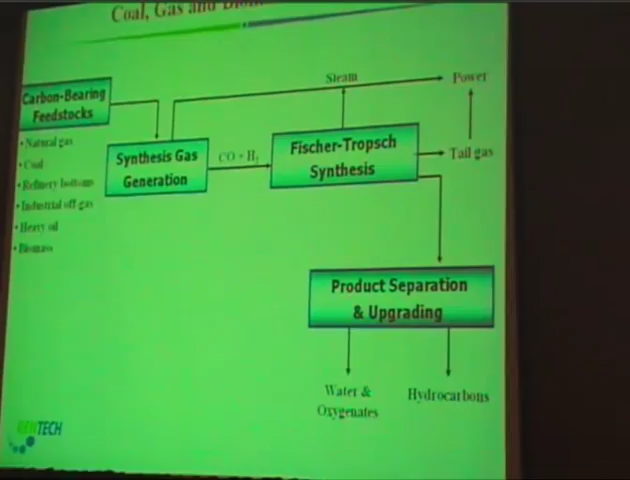 Coal, Gas and
Carbon-Bearing
Feedstocks
• Natural gas
• Coal
• Refinery bottoms
• Industrial off gas
• Heavy oil
• Biomass
Synthesis Gas
Generation
CO + H₂
Steam
Fischer-Tropsch
Synthesis
Power
Tail gas
Product Separation
& Upgrading
Water &
Oxygenates
Hydrocarbons
TECH